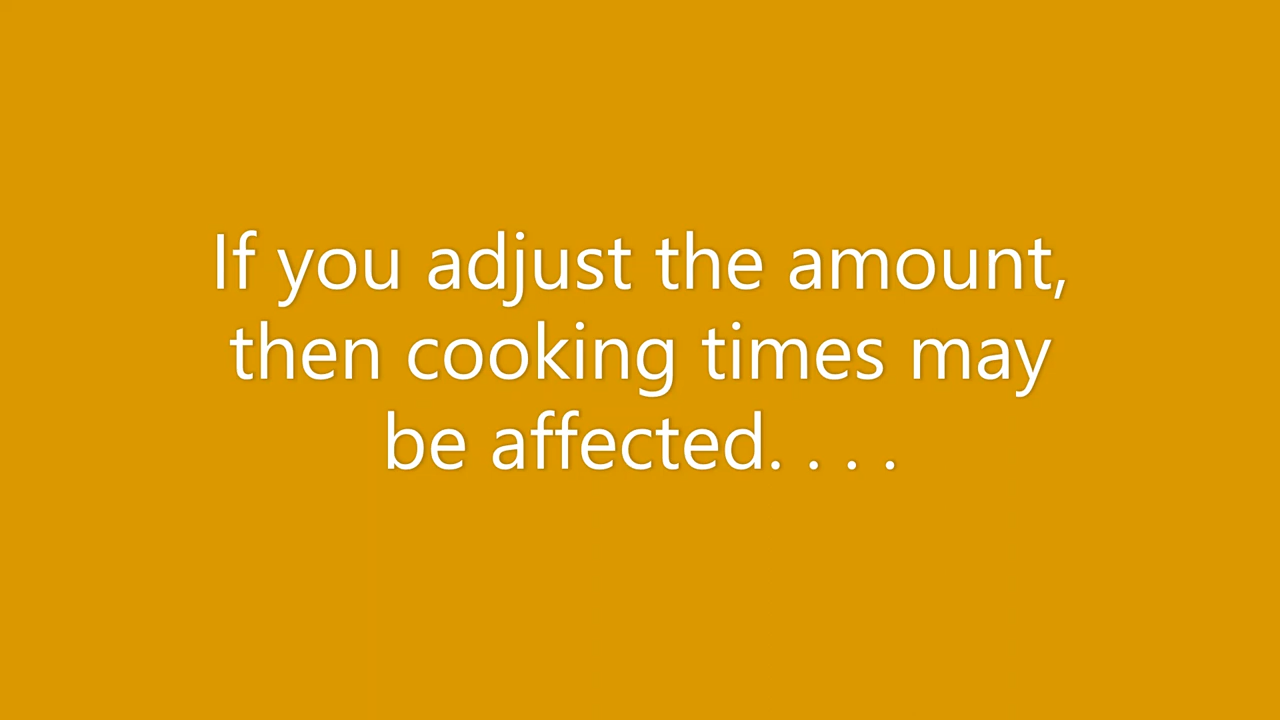 If you adjust the amount,
then cooking times may
be affected. . . .